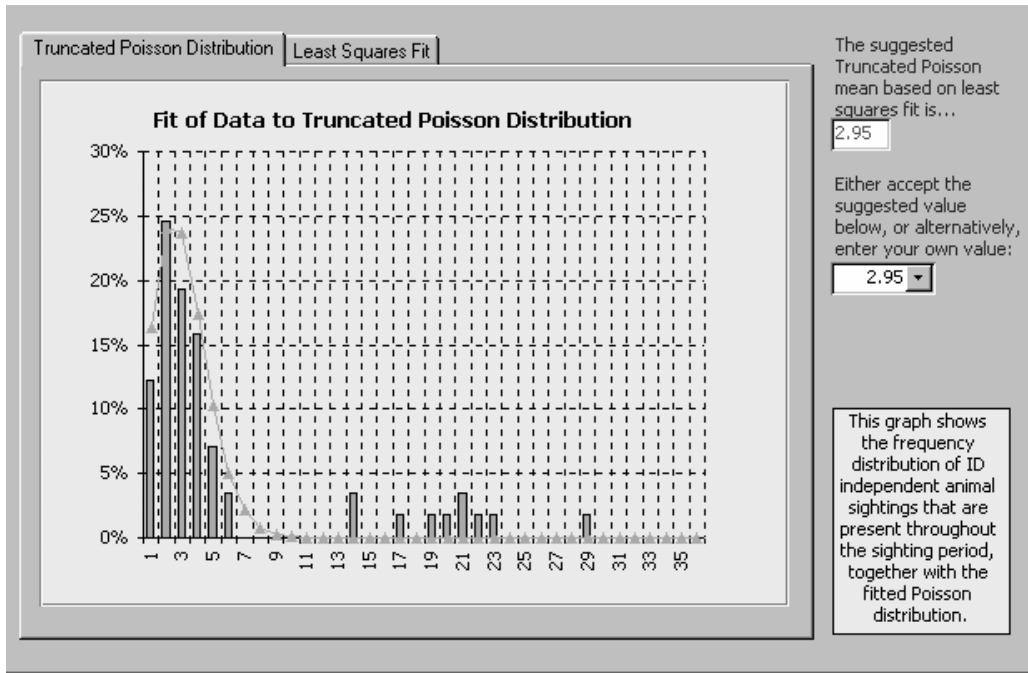 Truncated Poisson Distribution
Least Squares Fit
Fit of Data to Truncated Poisson Distribution
30%
25%
20%
15%
10%
5%
0%
1 3 5 7 9 11 13 15 17 19 21 23 25 27 29 31 33 35
The suggested
Truncated Poisson
mean based on least
squares fit is...
2.95
Either accept the
suggested value
below, or alternatively,
enter your own value:
2.95
This graph shows
the frequency
distribution of ID
independent animal
sightings that are
present throughout
the sighting period,
together with the
fitted Poisson
distribution.